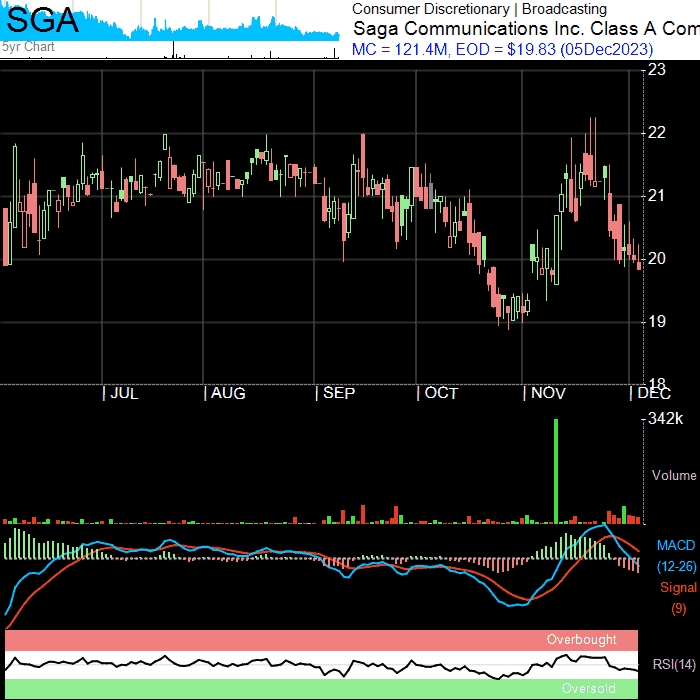 SGA
5yr Chart
Consumer Discretionary | Broadcasting
Saga Communications Inc. Class A Com
MC = 121.4M, EOD = $19.83 (05Dec2023)
23
22
21
20
19
18
| JUL | AUG | SEP | OCT | NOV | DEC
342k
Volume
MACD
(12-26)
Signal
(9)
Overbought
RSI(14)
Oversold